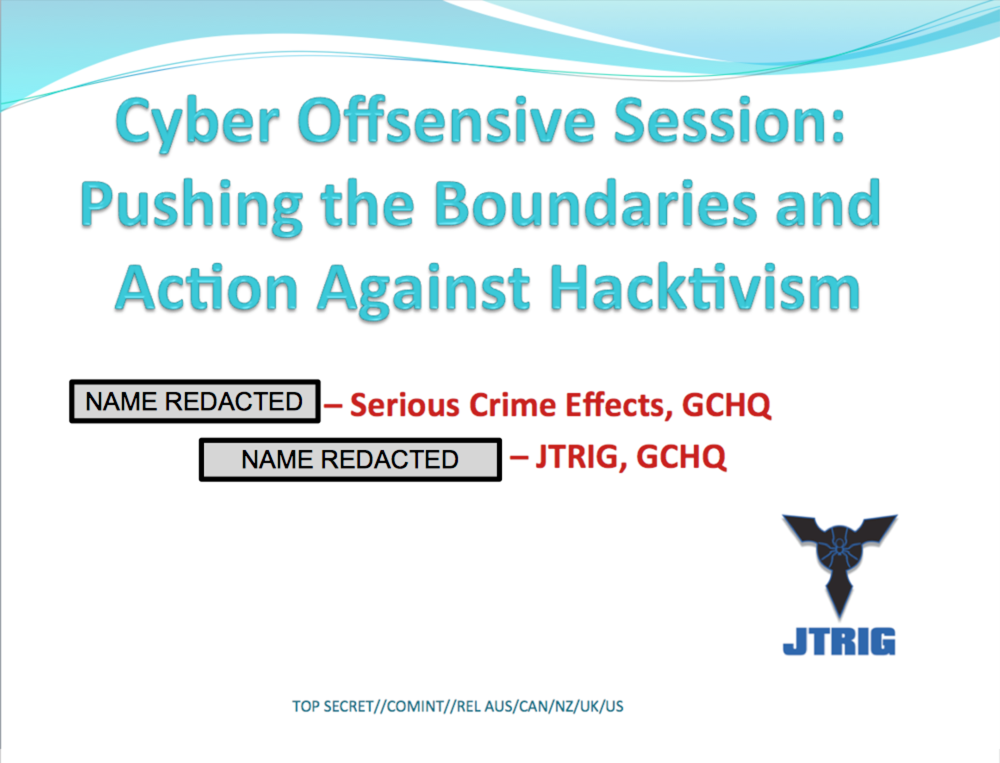 Cyber Offsensive Session:
Pushing the Boundaries and
Action Against Hacktivism
NAME REDACTED – Serious Crime Effects, GCHQ
NAME REDACTED – JTRIG, GCHQ
JTRIG
TOP SECRET//COMINT//REL AUS/CAN/NZ/UK/US